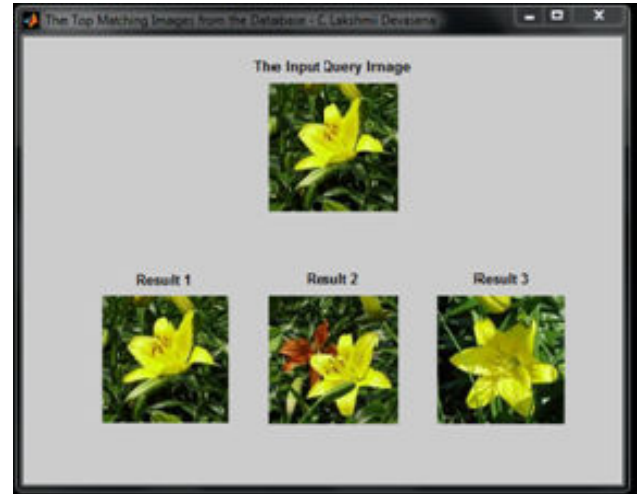 The Top Matching Images from the Database - C. Lakshmi Devasena
The Input Query Image
Result 1
Result 2
Result 3